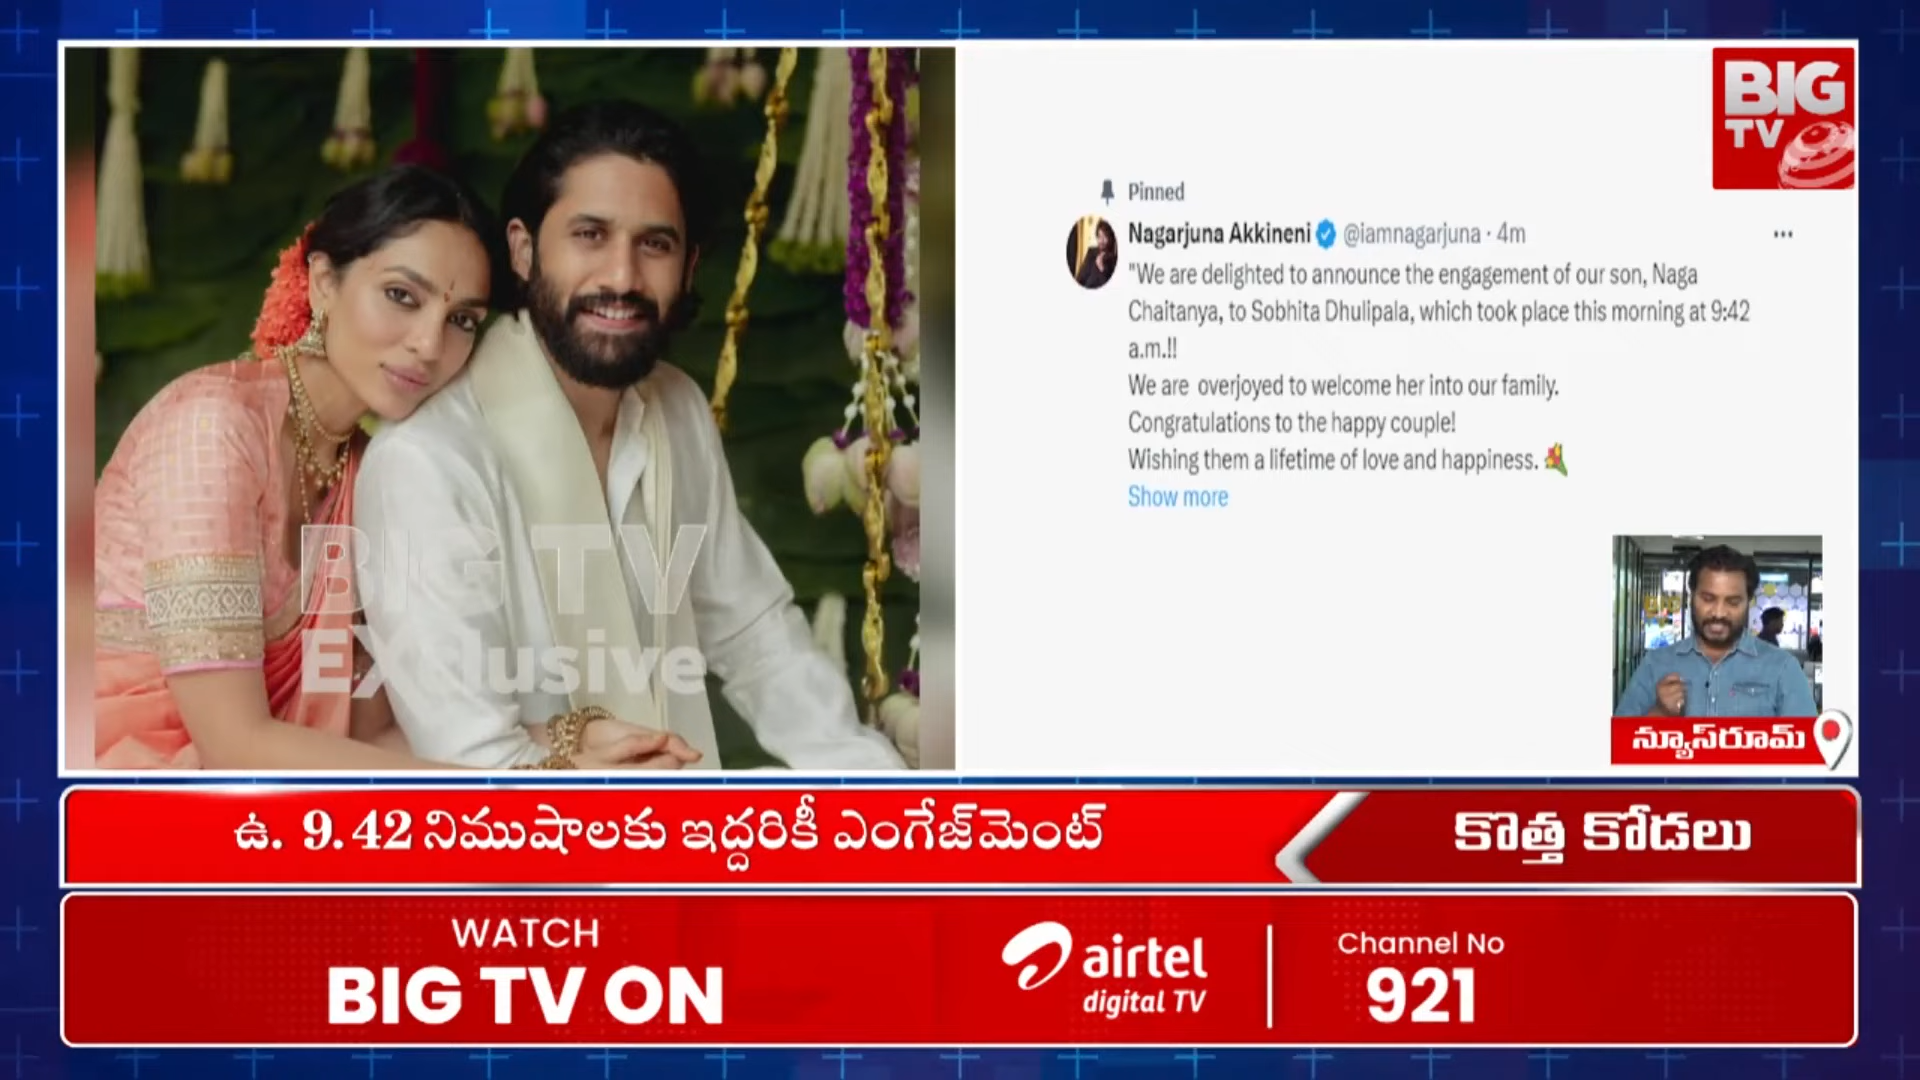 BIG
TV
Pinned
Nagarjuna Akkineni @iamnagarjuna · 4m
"We are delighted to announce the engagement of our son, Naga
Chaitanya, to Sobhita Dhulipala, which took place this morning at 9:42
a.m.!!
We are overjoyed to welcome her into our family.
Congratulations to the happy couple!
Wishing them a lifetime of love and happiness. 💐
Show more
BIG TV
EXclusive
న్యూస్‌రూమ్
ఉ. 9.42 నిముషాలకు ఇద్దరికీ ఎంగేజ్‌మెంట్
కొత్త కోడలు
WATCH
BIG TV ON
airtel
digital TV
Channel No
921